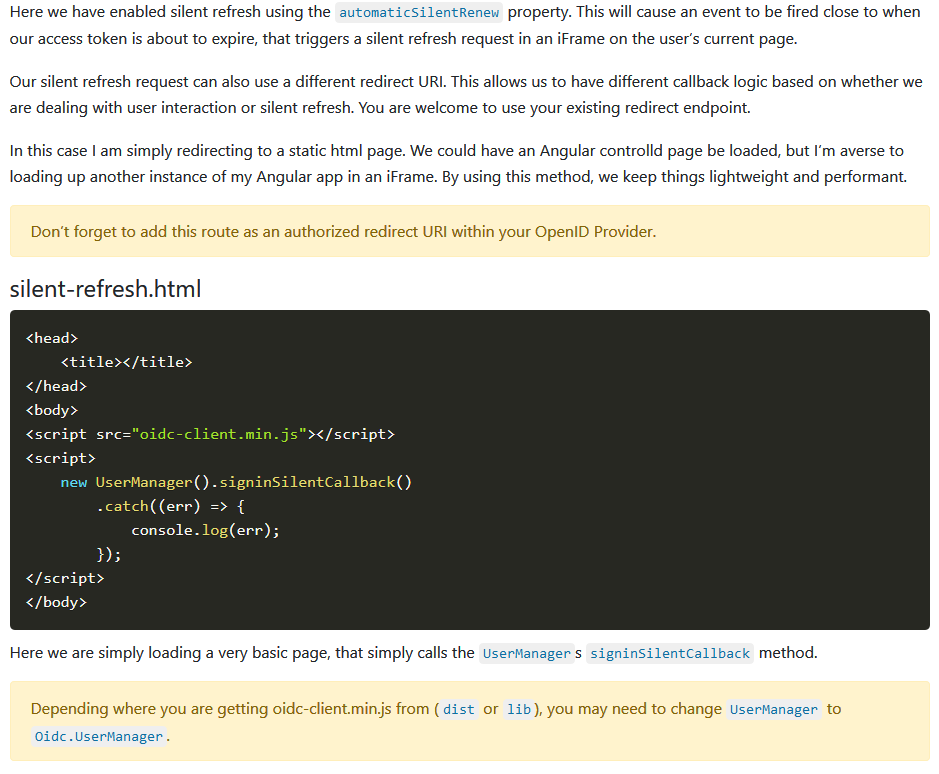 Here we have enabled silent refresh using the automaticSilentRenew property. This will cause an event to be fired close to when
our access token is about to expire, that triggers a silent refresh request in an iFrame on the user’s current page.
Our silent refresh request can also use a different redirect URI. This allows us to have different callback logic based on whether we
are dealing with user interaction or silent refresh. You are welcome to use your existing redirect endpoint.
In this case I am simply redirecting to a static html page. We could have an Angular controlld page be loaded, but I’m averse to
loading up another instance of my Angular app in an iFrame. By using this method, we keep things lightweight and performant.
Don’t forget to add this route as an authorized redirect URI within your OpenID Provider.
silent-refresh.html
<head>
    <title></title>
</head>
<body>
<script src="oidc-client.min.js"></script>
<script>
    new UserManager().signinSilentCallback()
        .catch((err) => {
            console.log(err);
        });
</script>
</body>
Here we are simply loading a very basic page, that simply calls the UserManager s signinSilentCallback method.
Depending where you are getting oidc-client.min.js from ( dist or lib ), you may need to change UserManager to
Oidc.UserManager .